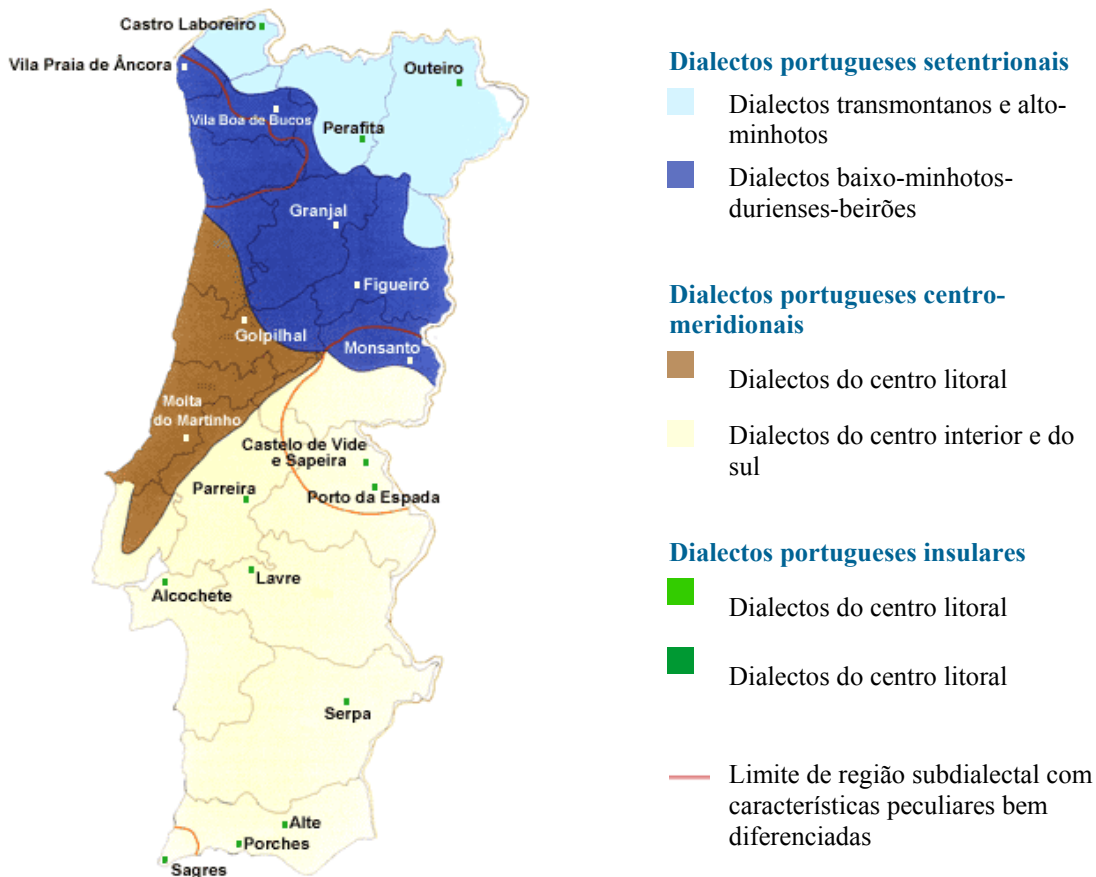 Castro Laboreiro
Vila Praia de Âncora
Outeiro
Vila Boa de Bucos
Perafita
Granjal
Figueiró
Golpilhal
Monsanto
Moita
do Martinho
Castelo de Vide
e Sapeira
Parreira
Porto da Espada
Lavre
Alcochete
Serpa
Alte
Porches
Sagres
Dialectos portugueses setentrionais
Dialectos transmontanos e alto-
minhotos
Dialectos baixo-minhotos-
durienses-beirões
Dialectos portugueses centro-
meridionais
Dialectos do centro litoral
Dialectos do centro interior e do
sul
Dialectos portugueses insulares
Dialectos do centro litoral
Dialectos do centro litoral
Limite de região subdialectal com
características peculiares bem
diferenciadas